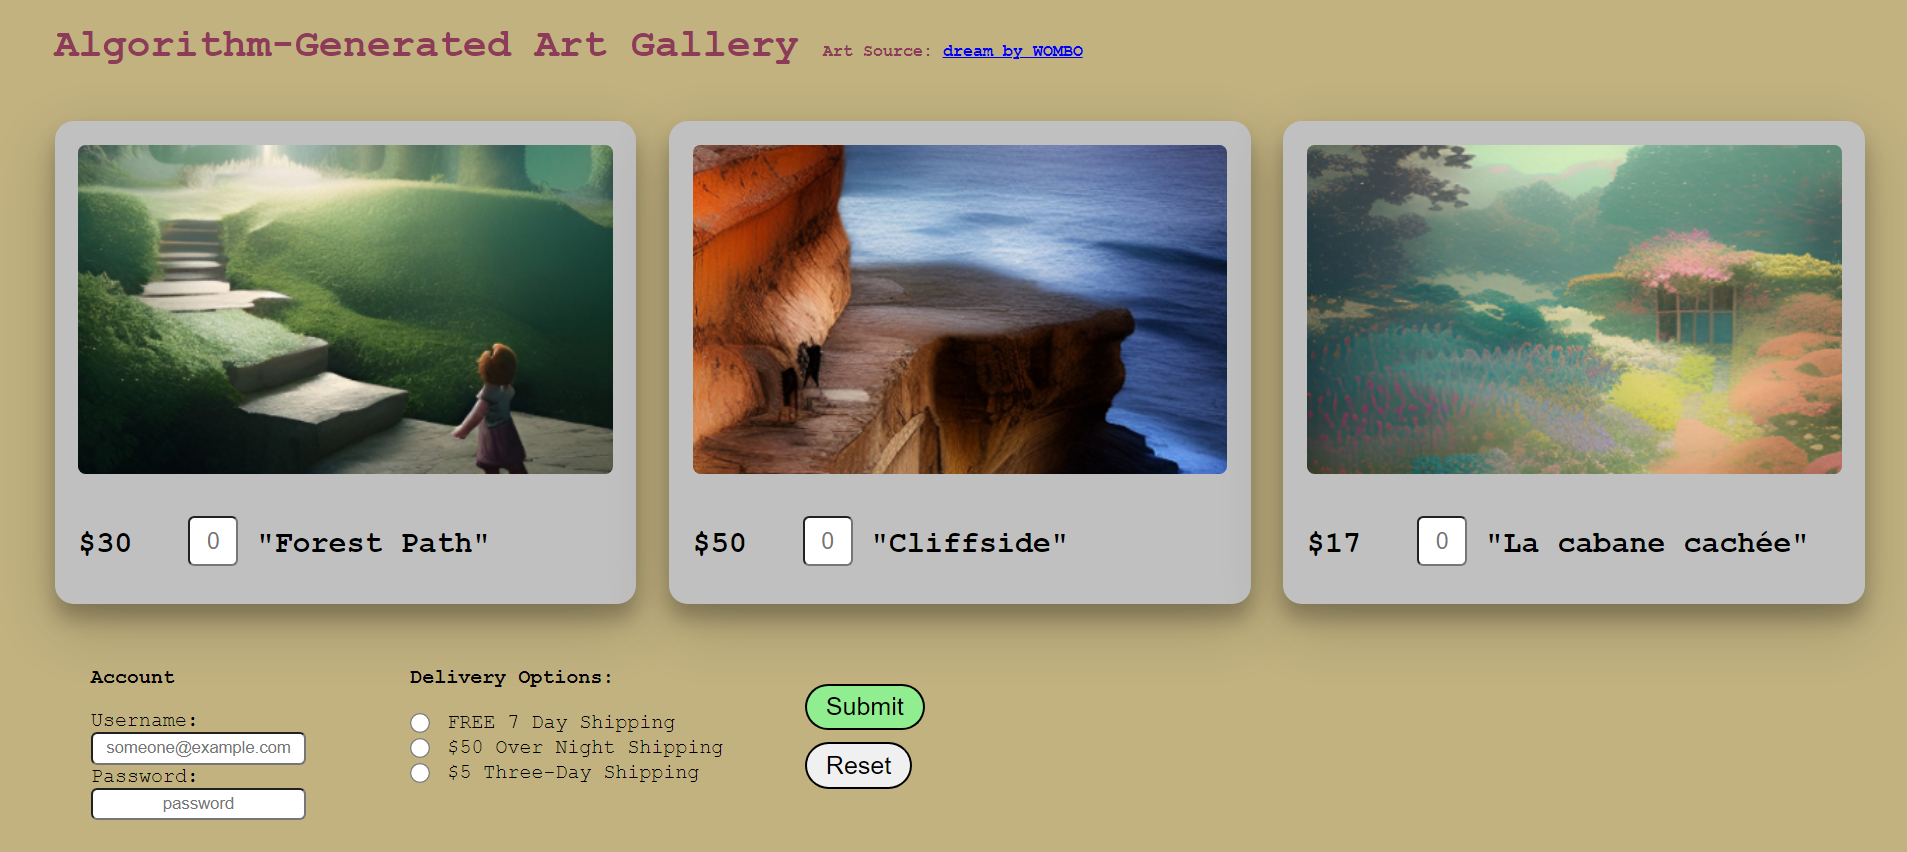 Algorithm-Generated Art Gallery Art Source: dream by WOMBO
$30 0 "Forest Path"
$50 0 "Cliffside"
$17 0 "La cabane cachée"
Account
Username:
someone@example.com
Password:
password
Delivery Options:
FREE 7 Day Shipping
$50 Over Night Shipping
$5 Three-Day Shipping
Submit
Reset